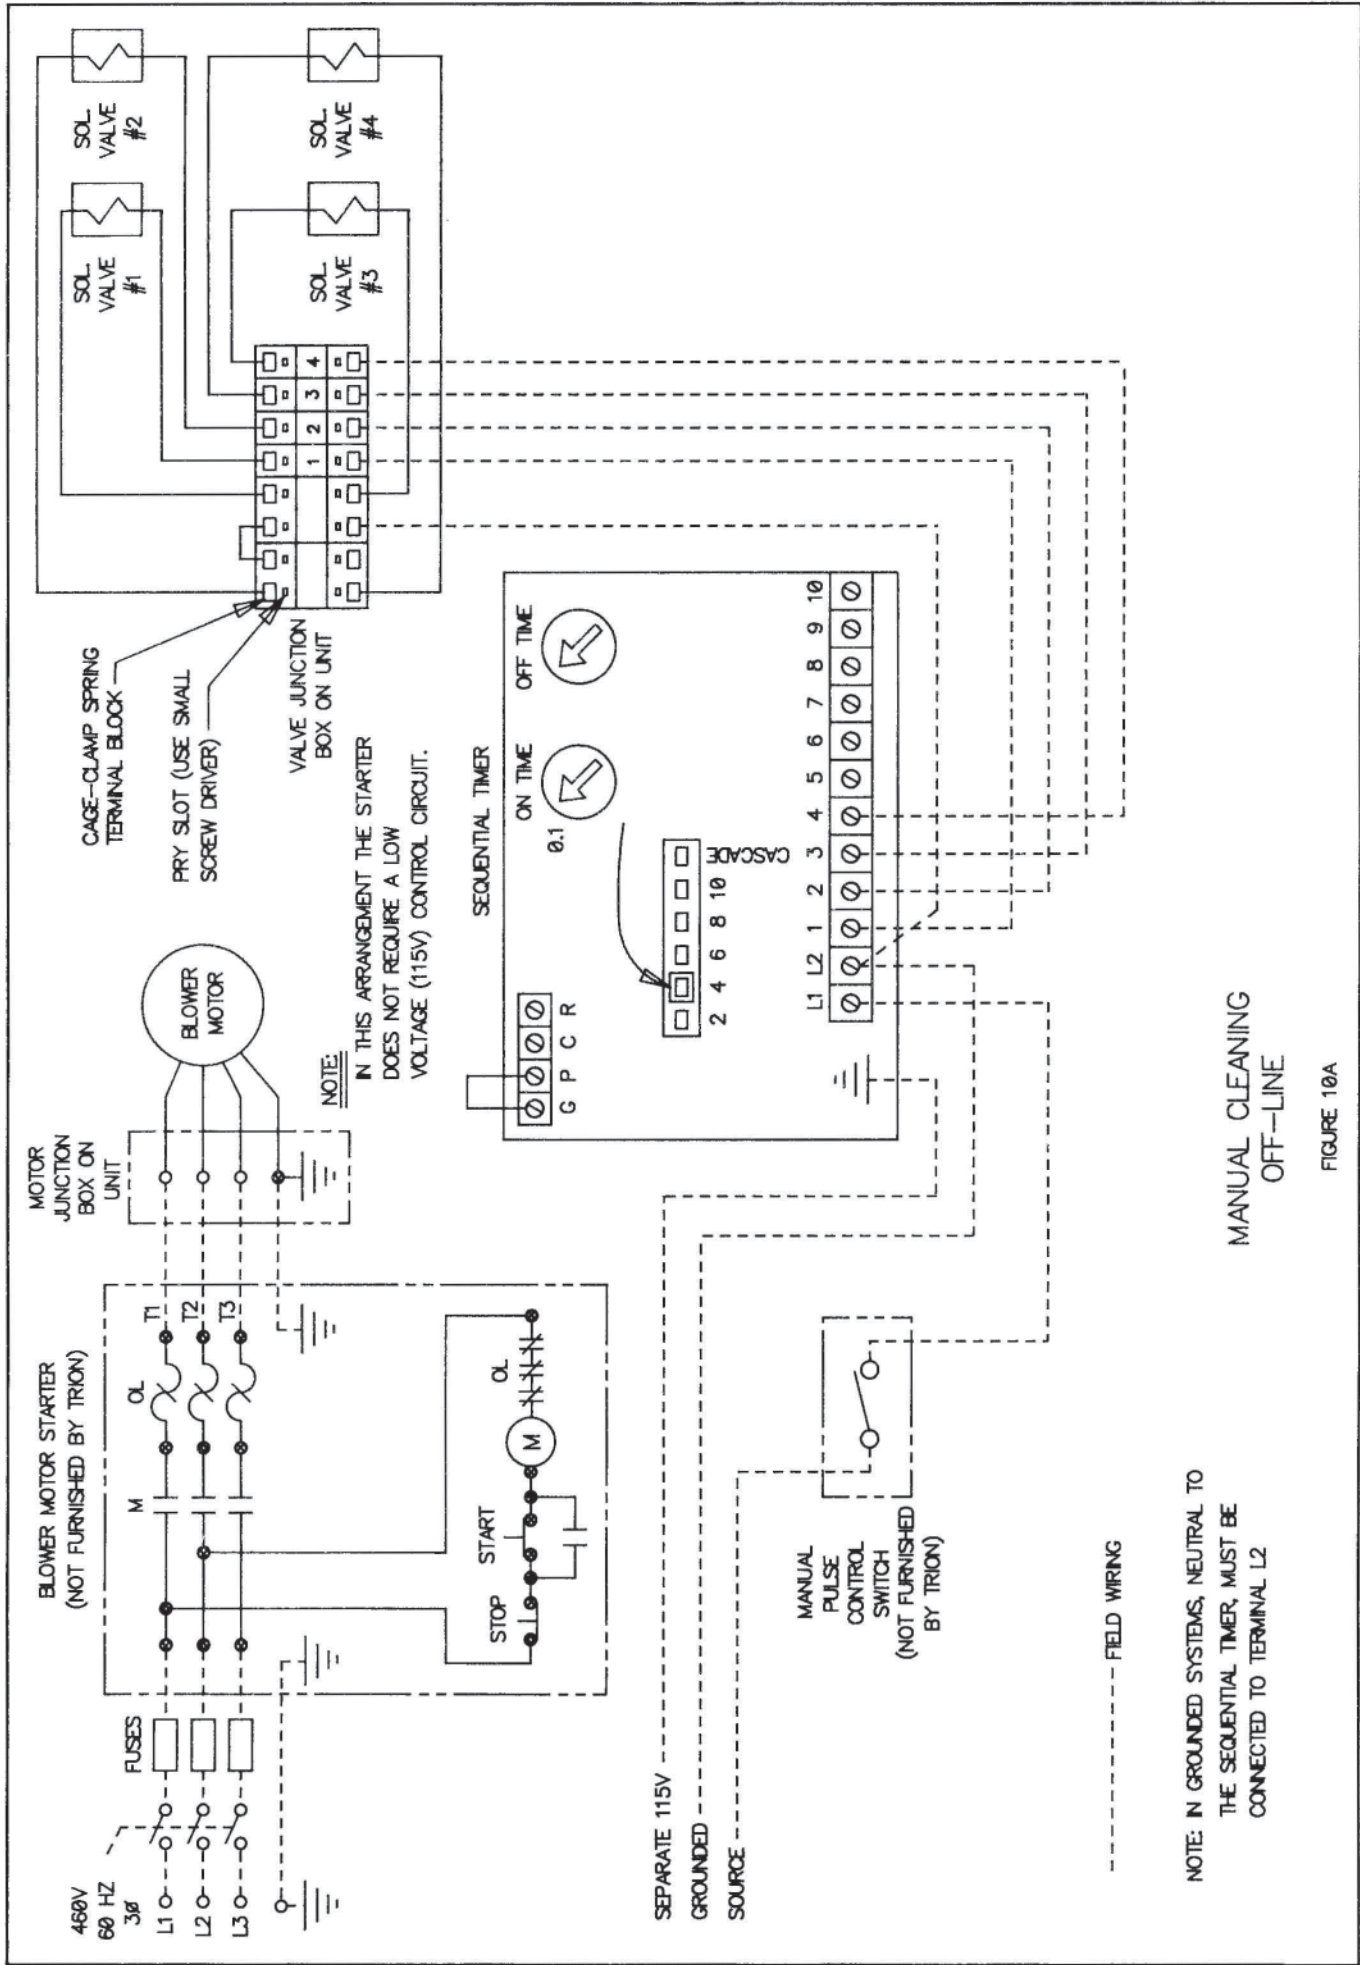 460V
60 HZ
3Ø
L1
L2
L3
FUSES
BLOWER MOTOR STARTER
(NOT FURNISHED BY TRION)
M
OL
T1
T2
T3
STOP
START
M
OL
MOTOR
JUNCTION
BOX ON
UNIT
BLOWER
MOTOR
NOTE:
IN THIS ARRANGEMENT THE STARTER
DOES NOT REQUIRE A LOW
VOLTAGE (115V) CONTROL CIRCUIT.
CAGE-CLAMP SPRING
TERMINAL BLOCK
PRY SLOT (USE SMALL
SCREW DRIVER)
VALVE JUNCTION
BOX ON UNIT
1 2 3 4
SOL.
VALVE
#1
SOL.
VALVE
#2
SOL.
VALVE
#3
SOL.
VALVE
#4
SEQUENTIAL TIMER
G P C R
ON TIME
0.1
OFF TIME
2 4 6 8 10 CASCADE
L1 L2 1 2 3 4 5 6 7 8 9 10
SEPARATE 115V
GROUNDED
SOURCE
MANUAL
PULSE
CONTROL
SWITCH
(NOT FURNISHED
BY TRION)
FIELD WIRING
NOTE: IN GROUNDED SYSTEMS, NEUTRAL TO
THE SEQUENTIAL TIMER, MUST BE
CONNECTED TO TERMINAL L2
MANUAL CLEANING
OFF-LINE
FIGURE 10A